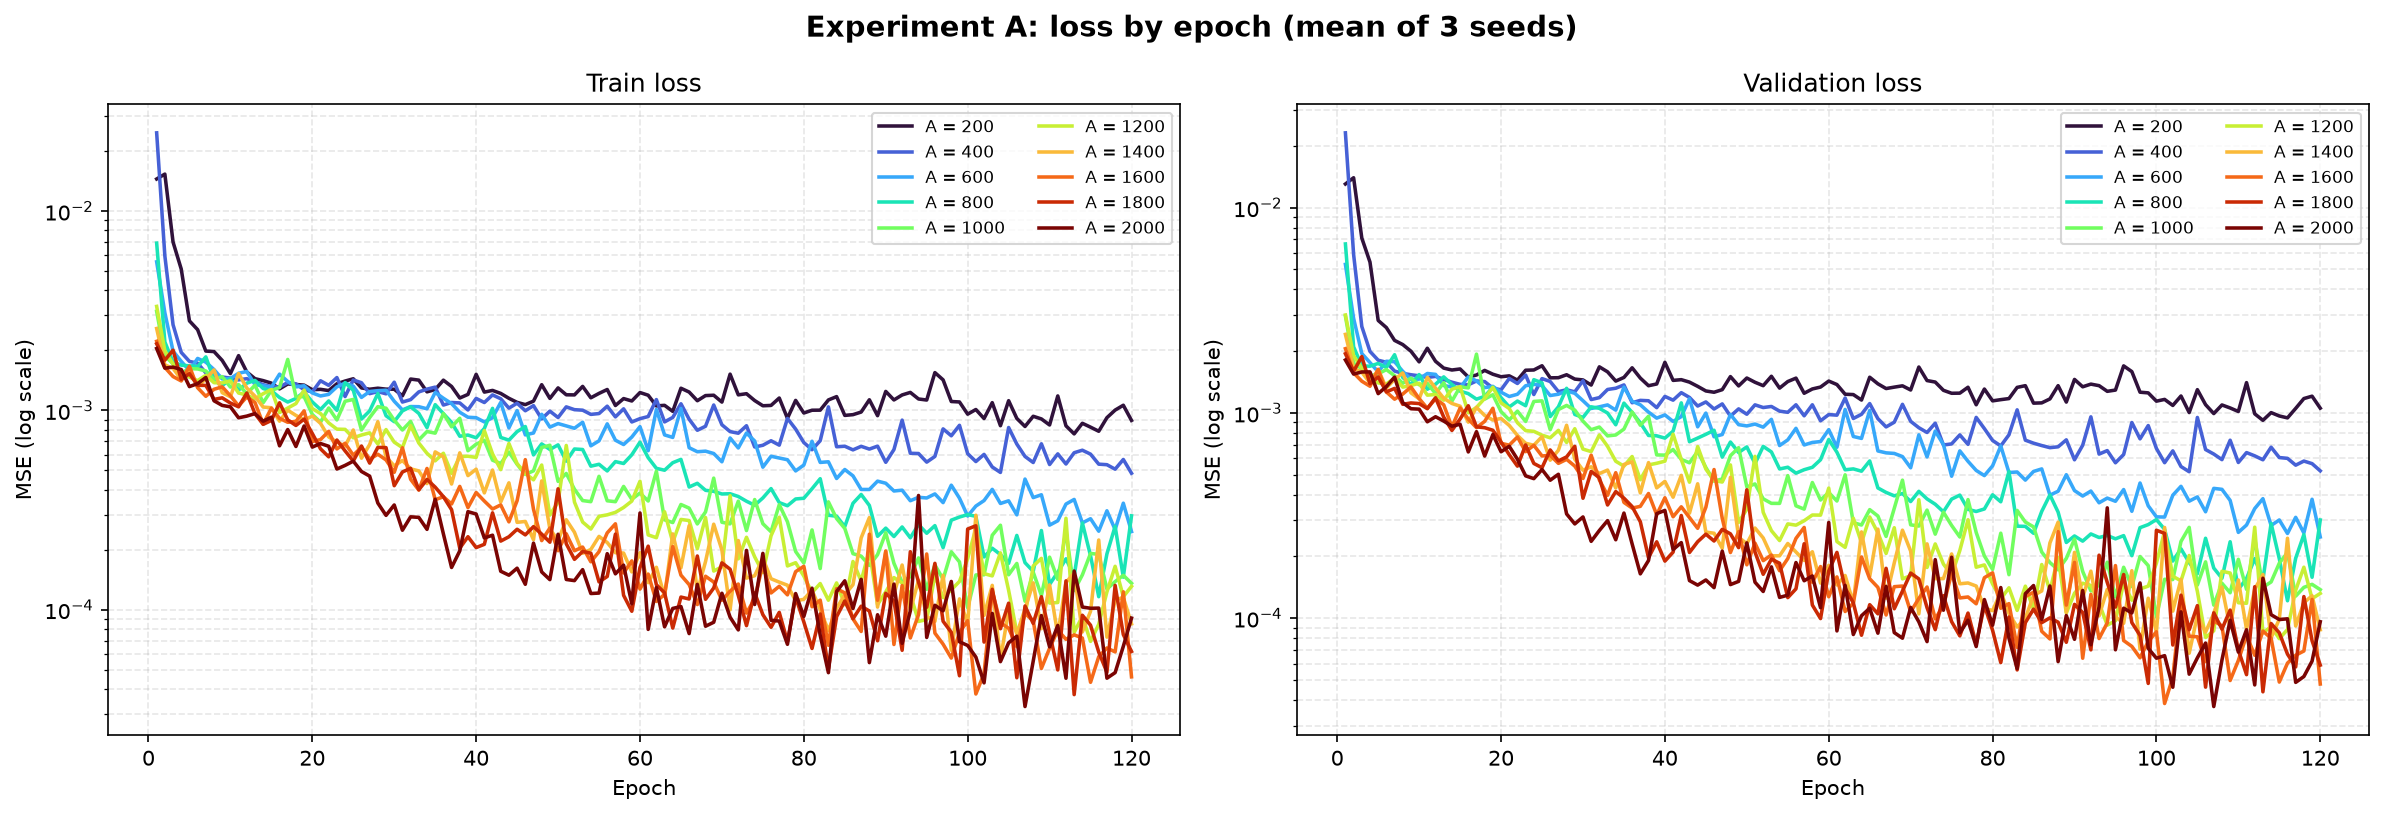 Experiment A: loss by epoch (mean of 3 seeds)
Train loss
MSE (log scale)
10⁻²
10⁻³
10⁻⁴
A = 200
A = 400
A = 600
A = 800
A = 1000
A = 1200
A = 1400
A = 1600
A = 1800
A = 2000
0 20 40 60 80 100 120
Epoch
Validation loss
MSE (log scale)
10⁻²
10⁻³
10⁻⁴
A = 200
A = 400
A = 600
A = 800
A = 1000
A = 1200
A = 1400
A = 1600
A = 1800
A = 2000
0 20 40 60 80 100 120
Epoch